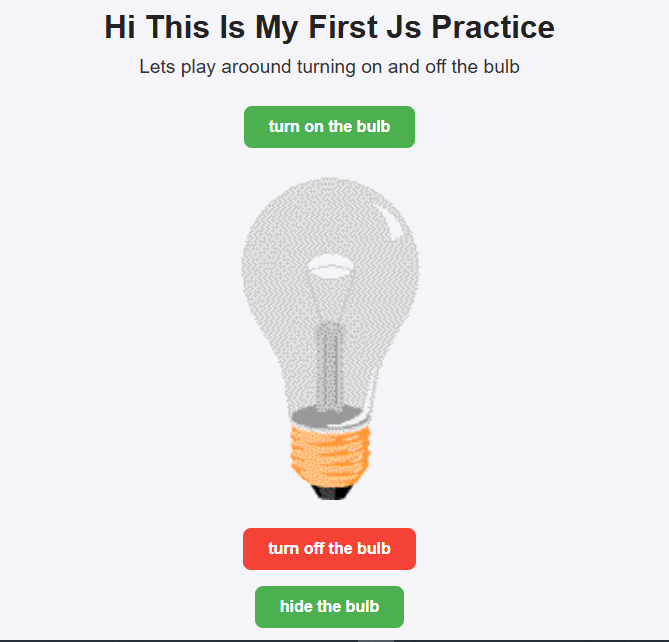 Hi This Is My First Js Practice
Lets play aroound turning on and off the bulb
turn on the bulb
turn off the bulb
hide the bulb